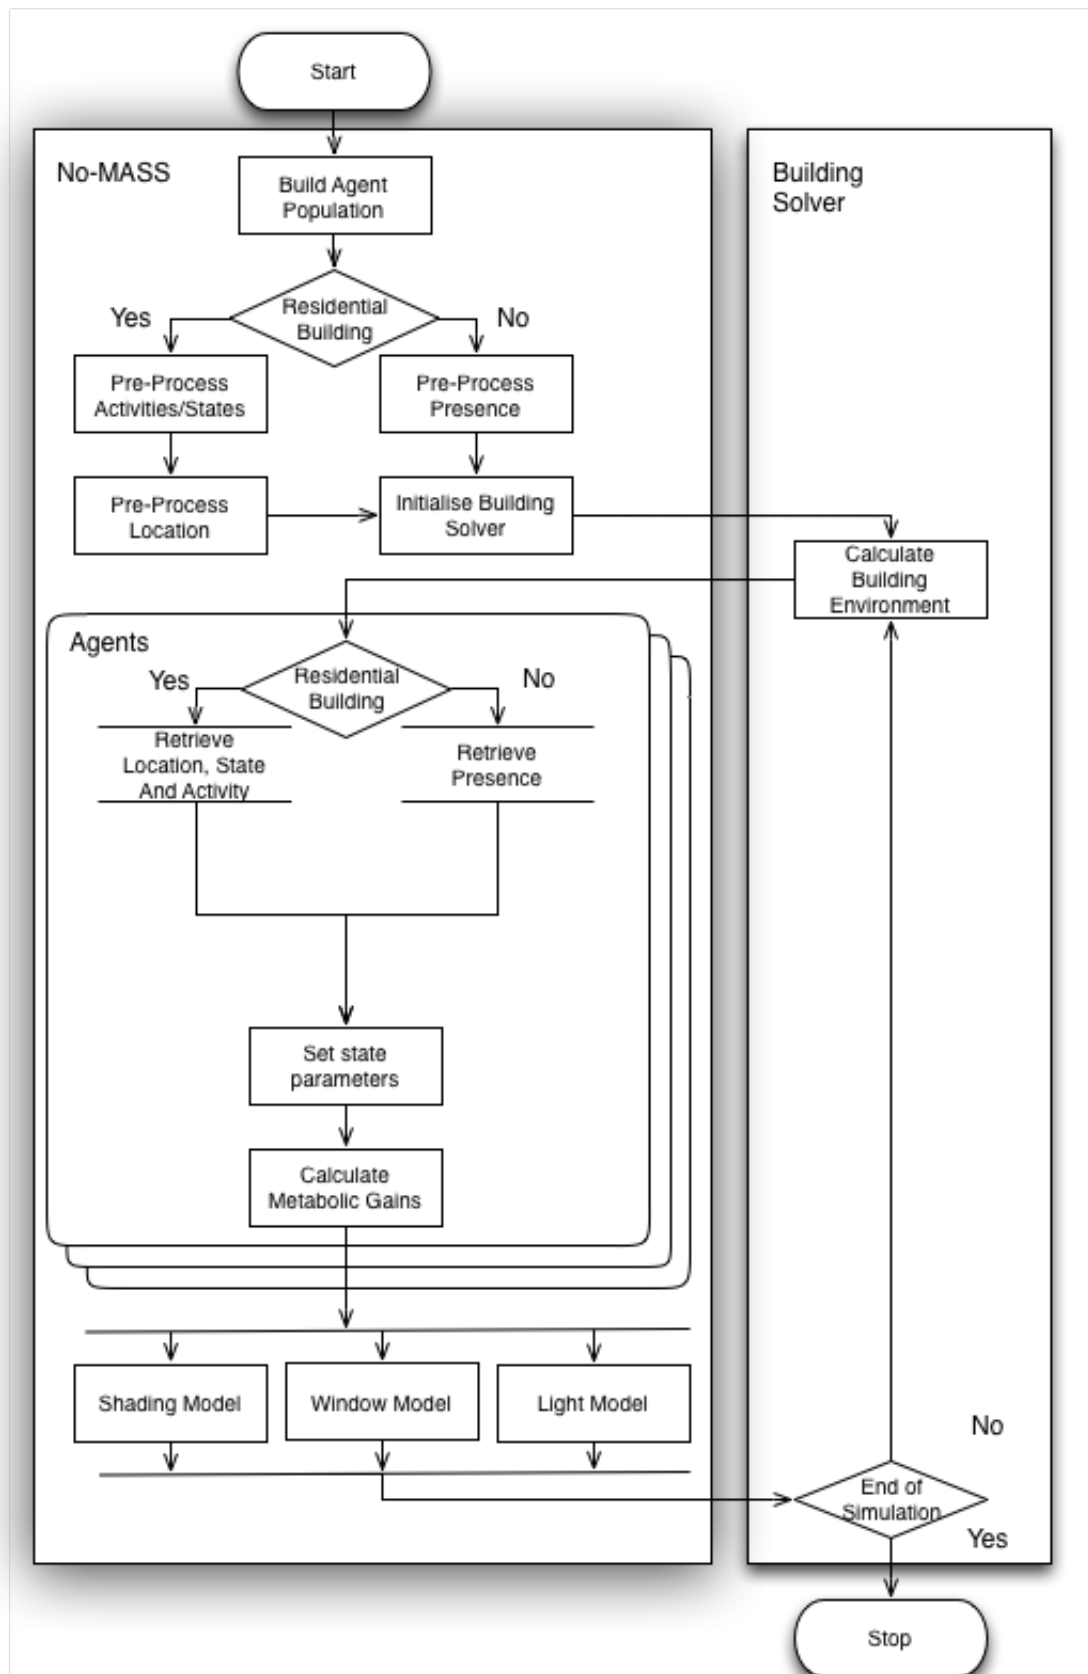 Start
No-MASS
Building
Solver
Build Agent
Population
Residential
Building
Yes
No
Pre-Process
Activities/States
Pre-Process
Presence
Pre-Process
Location
Initialise Building
Solver
Calculate
Building
Environment
Agents
Residential
Building
Yes
No
Retrieve
Location, State
And Activity
Retrieve
Presence
Set state
parameters
Calculate
Metabolic Gains
Shading Model
Window Model
Light Model
No
End of
Simulation
Yes
Stop